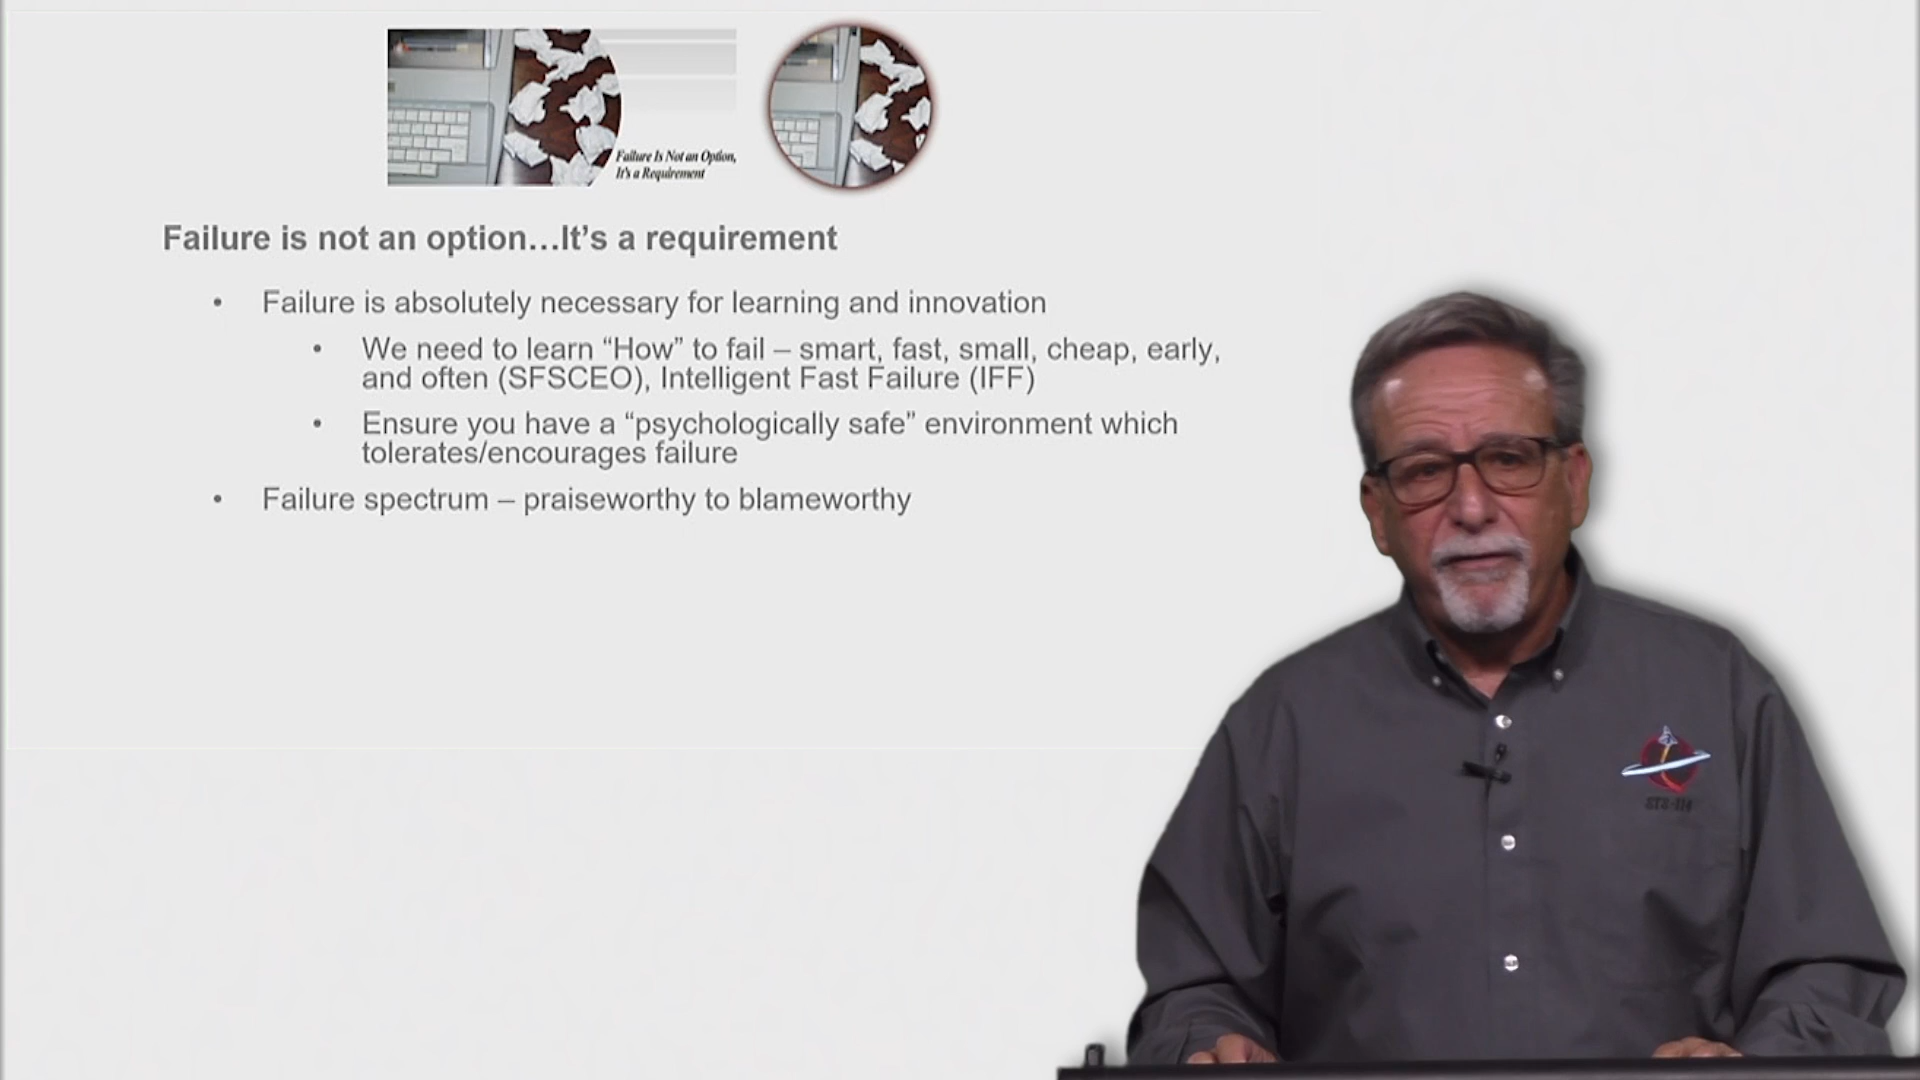 Failure Is Not an Option,
It's a Requirement
Failure is not an option…It’s a requirement
• Failure is absolutely necessary for learning and innovation
• We need to learn “How” to fail – smart, fast, small, cheap, early,
and often (SFSCEO), Intelligent Fast Failure (IFF)
• Ensure you have a “psychologically safe” environment which
tolerates/encourages failure
• Failure spectrum – praiseworthy to blameworthy
STS-114